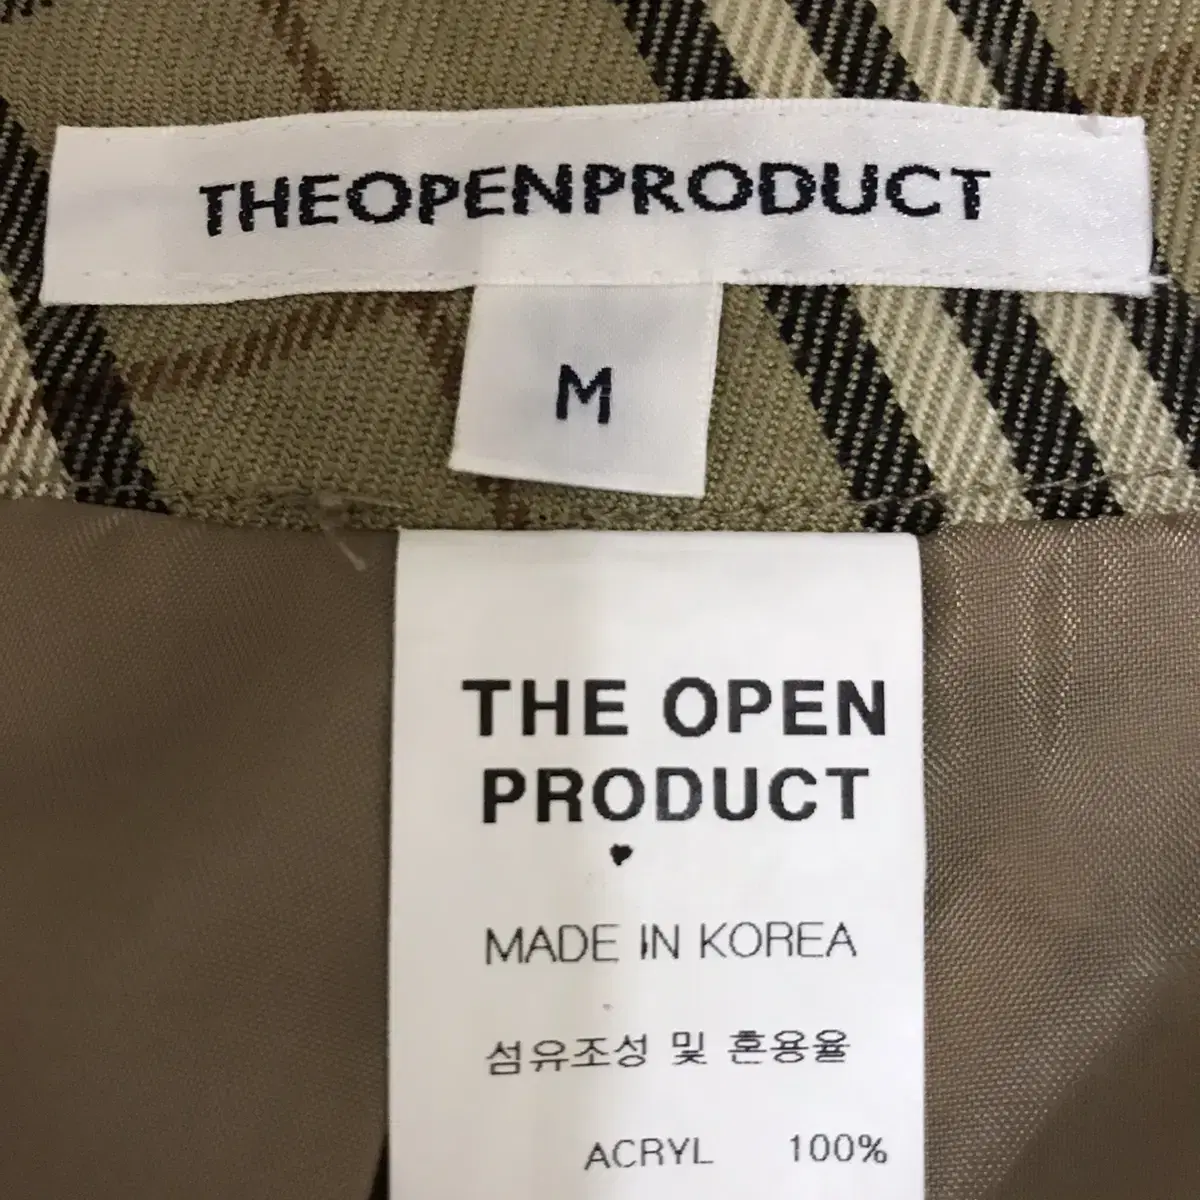 THEOPENPRODUCT
M
THE OPEN
PRODUCT
MADE IN KOREA
섬유조성 및 혼용율
ACRYL 100%